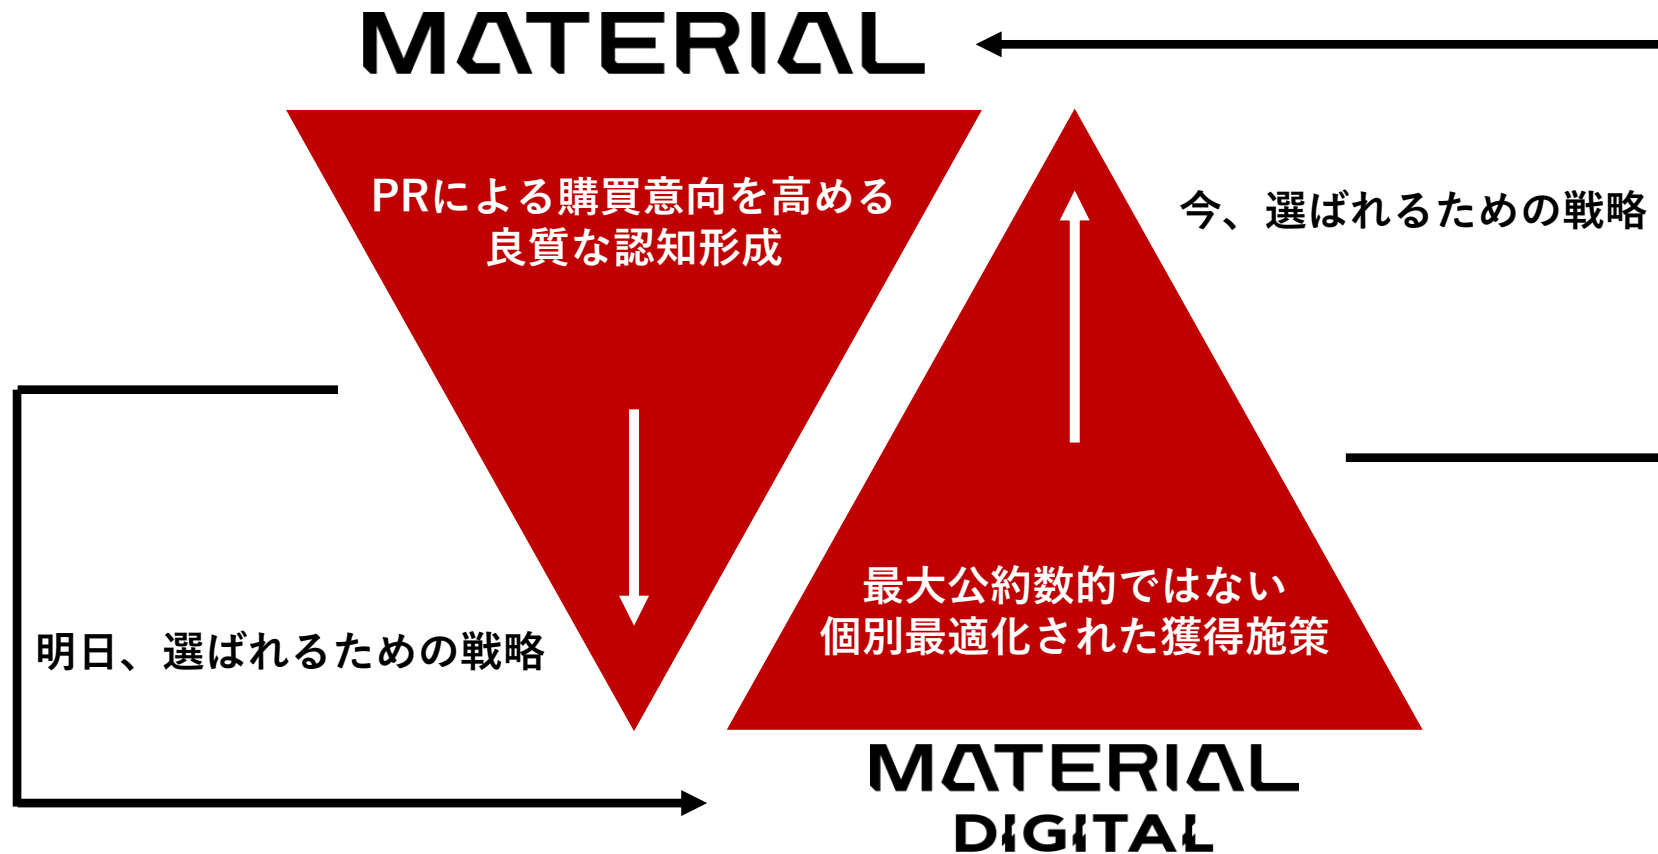 MATERIAL
PRによる購買意向を高める
良質な認知形成
今、選ばれるための戦略
最大公約数的ではない
個別最適化された獲得施策
明日、選ばれるための戦略
MATERIAL
DIGITAL